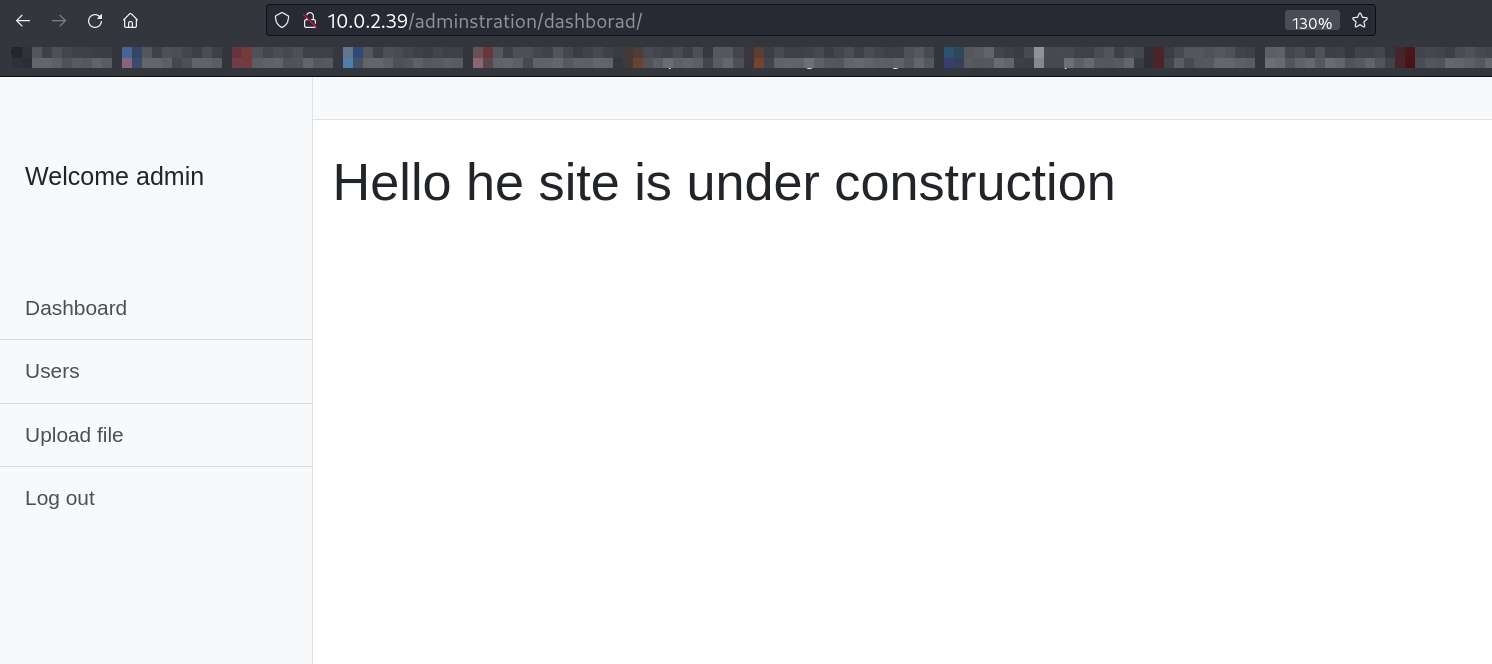 10.0.2.39/adminstration/dashborad/
130%
Welcome admin
Hello he site is under construction
Dashboard
Users
Upload file
Log out